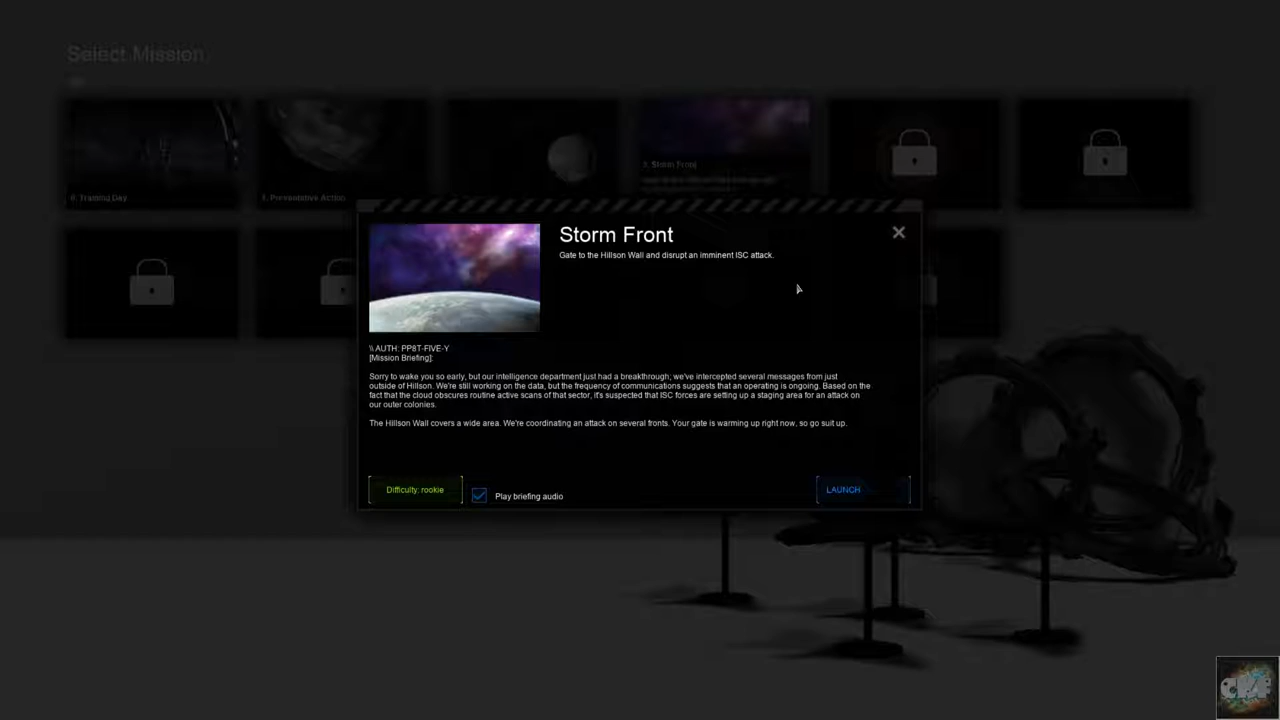 Select Mission
6: Training Day
5: Preventative Action
7: Storm Front
Storm Front
Gate to the Hillson Wall and disrupt an imminent ISC attack.
\\ AUTH: PP8T-FIVE-Y
[Mission Briefing]:
Sorry to wake you so early, but our intelligence department just had a breakthrough; we've intercepted several messages from just
outside of Hillson. We're still working on the data, but the frequency of communications suggests that an operating is ongoing. Based on the
fact that the cloud obscures routine active scans of that sector, it's suspected that ISC forces are setting up a staging area for an attack on
our outer colonies.
The Hillson Wall covers a wide area. We're coordinating an attack on several fronts. Your gate is warming up right now, so go suit up.
Difficulty: rookie
Play briefing audio
LAUNCH